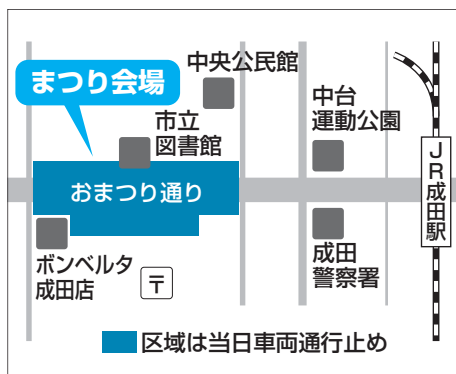 まつり会場
中央公民館
中台
運動公園
市立
図書館
おまつり通り
JR成田駅
ボンベルタ
成田店
〒
成田
警察署
区域は当日車両通行止め